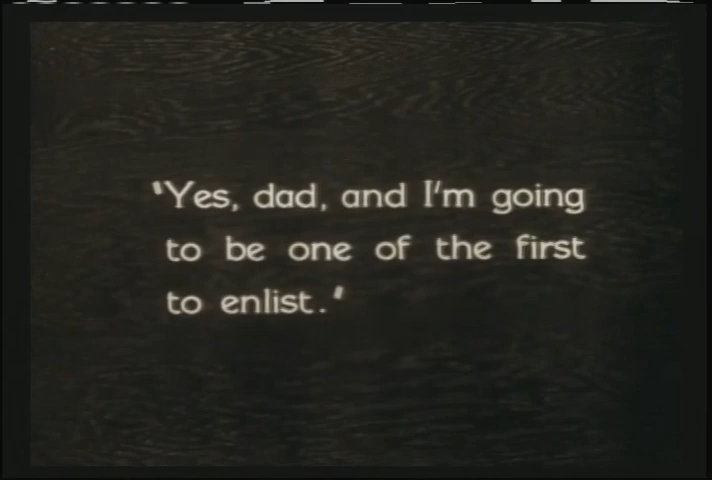 "Yes, dad, and I'm going
to be one of the first
to enlist."